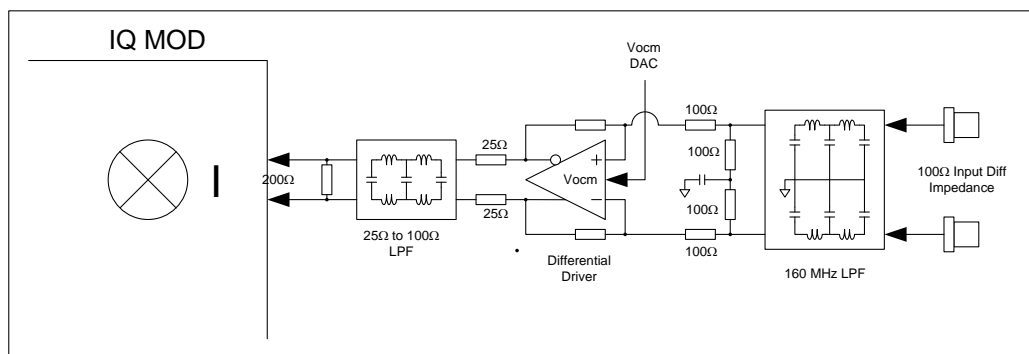 IQ MOD
I
200Ω
25Ω to 100Ω
LPF
25Ω
25Ω
Vocm
DAC
+
Vocm
−
Differential
Driver
100Ω
100Ω
100Ω
100Ω
160 MHz LPF
100Ω Input Diff
Impedance